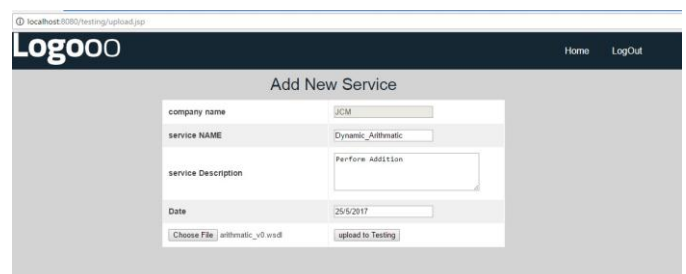 localhost:8080/testing/upload.jsp
Logooo
Home LogOut
Add New Service
company name JCM
service NAME Dynamic_Arithmatic
service Description Perform Addition
Date 25/5/2017
Choose File arithmatic_v0.wsdl upload to Testing